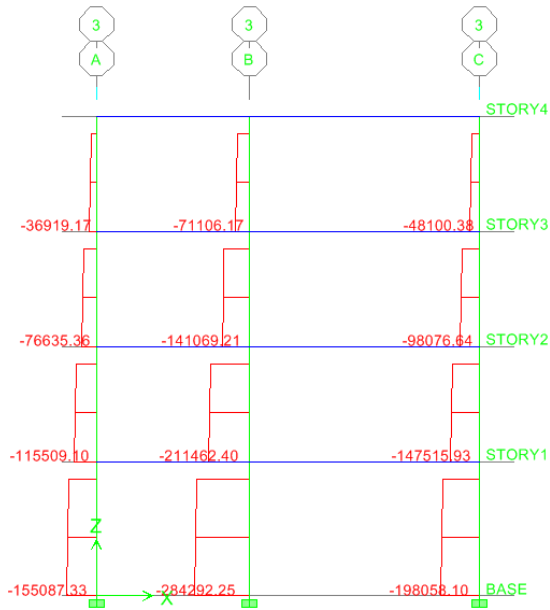 3 3 3
A B C
STORY4
-36919.17 -71106.17 -48100.38 STORY3
-76635.36 -141069.21 -98076.64 STORY2
-115509.10 -211462.40 -147515.93 STORY1
Z
-155087.33 X -284292.25 -198058.10 BASE